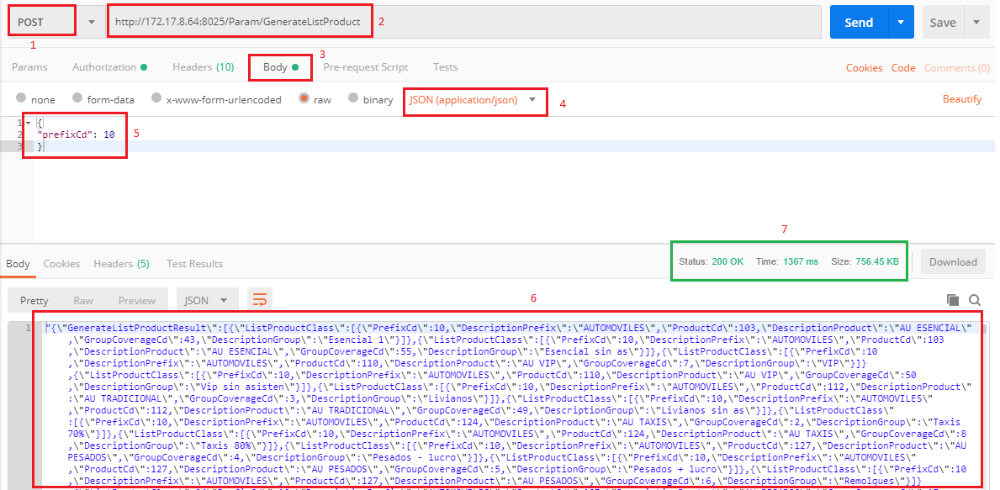 POST http://172.17.8.64:8025/Param/GenerateListProduct 2 Send Save
1 3
Params Authorization Headers (10) Body Pre-request Script Tests Cookies Code Comments (0)
none form-data x-www-form-urlencoded raw binary JSON (application/json) 4 Beautify
1 {
2 "prefixCd": 10 5
3 }
7
Body Cookies Headers (5) Test Results Status: 200 OK Time: 1367 ms Size: 756.45 KB Download
Pretty Raw Preview JSON 6
1 "{\"GenerateListProductResult\":[{\"ListProductClass\":[{\"PrefixCd\":10,\"DescriptionPrefix\":\"AUTOMOVILES\",\"ProductCd\":103,\"DescriptionProduct\":\"AU ESENCIAL\"
,\"GroupCoverageCd\":43,\"DescriptionGroup\":\"Esencial 1\"}]},{\"ListProductClass\":[{\"PrefixCd\":10,\"DescriptionPrefix\":\"AUTOMOVILES\",\"ProductCd\":103
,\"DescriptionProduct\":\"AU ESENCIAL\",\"GroupCoverageCd\":55,\"DescriptionGroup\":\"Esencial sin as\"}]},{\"ListProductClass\":[{\"PrefixCd\":10
,\"DescriptionPrefix\":\"AUTOMOVILES\",\"ProductCd\":110,\"DescriptionProduct\":\"AU VIP\",\"GroupCoverageCd\":7,\"DescriptionGroup\":\"VIP\"}]}
,{\"ListProductClass\":[{\"PrefixCd\":10,\"DescriptionPrefix\":\"AUTOMOVILES\",\"ProductCd\":110,\"DescriptionProduct\":\"AU VIP\",\"GroupCoverageCd\":50
,\"DescriptionGroup\":\"Vip sin asisten\"}]},{\"ListProductClass\":[{\"PrefixCd\":10,\"DescriptionPrefix\":\"AUTOMOVILES\",\"ProductCd\":112,\"DescriptionProduct\"
:\"AU TRADICIONAL\",\"GroupCoverageCd\":3,\"DescriptionGroup\":\"Livianos\"}]},{\"ListProductClass\":[{\"PrefixCd\":10,\"DescriptionPrefix\":\"AUTOMOVILES\"
,\"ProductCd\":112,\"DescriptionProduct\":\"AU TRADICIONAL\",\"GroupCoverageCd\":49,\"DescriptionGroup\":\"Livianos sin as\"}]},{\"ListProductClass\"
:[{\"PrefixCd\":10,\"DescriptionPrefix\":\"AUTOMOVILES\",\"ProductCd\":124,\"DescriptionProduct\":\"AU TAXIS\",\"GroupCoverageCd\":2,\"DescriptionGroup\":\"Taxis
70%\"}]},{\"ListProductClass\":[{\"PrefixCd\":10,\"DescriptionPrefix\":\"AUTOMOVILES\",\"ProductCd\":124,\"DescriptionProduct\":\"AU TAXIS\",\"GroupCoverageCd\":8
,\"DescriptionGroup\":\"Taxis 80%\"}]},{\"ListProductClass\":[{\"PrefixCd\":10,\"DescriptionPrefix\":\"AUTOMOVILES\",\"ProductCd\":127,\"DescriptionProduct\":\"AU
PESADOS\",\"GroupCoverageCd\":4,\"DescriptionGroup\":\"Pesados - lucro\"}]},{\"ListProductClass\":[{\"PrefixCd\":10,\"DescriptionPrefix\":\"AUTOMOVILES\"
,\"ProductCd\":127,\"DescriptionProduct\":\"AU PESADOS\",\"GroupCoverageCd\":5,\"DescriptionGroup\":\"Pesados + lucro\"}]},{\"ListProductClass\":[{\"PrefixCd\":10
,\"DescriptionPrefix\":\"AUTOMOVILES\",\"ProductCd\":127,\"DescriptionProduct\":\"AU PESADOS\",\"GroupCoverageCd\":6,\"DescriptionGroup\":\"Remolques\"}]}